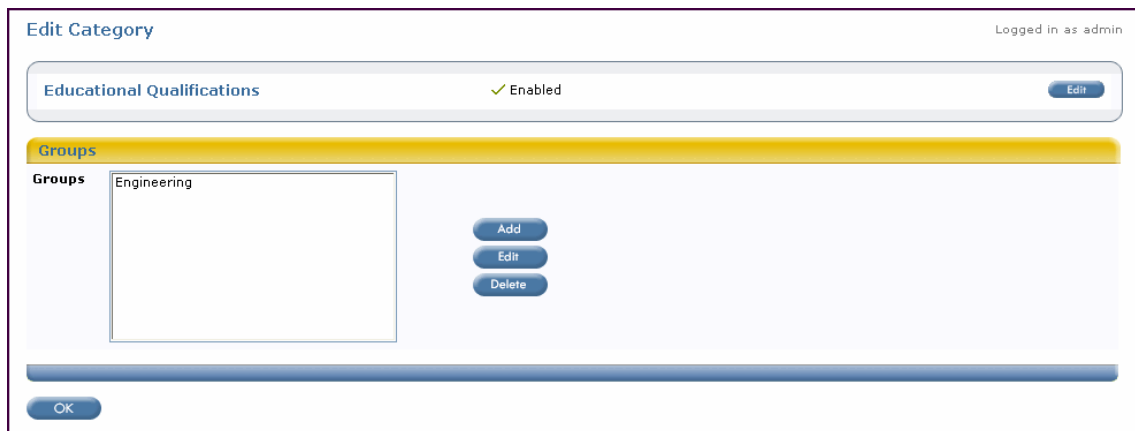 Edit Category
Logged in as admin
Educational Qualifications
Enabled
Edit
Groups
Groups
Engineering
Add
Edit
Delete
OK